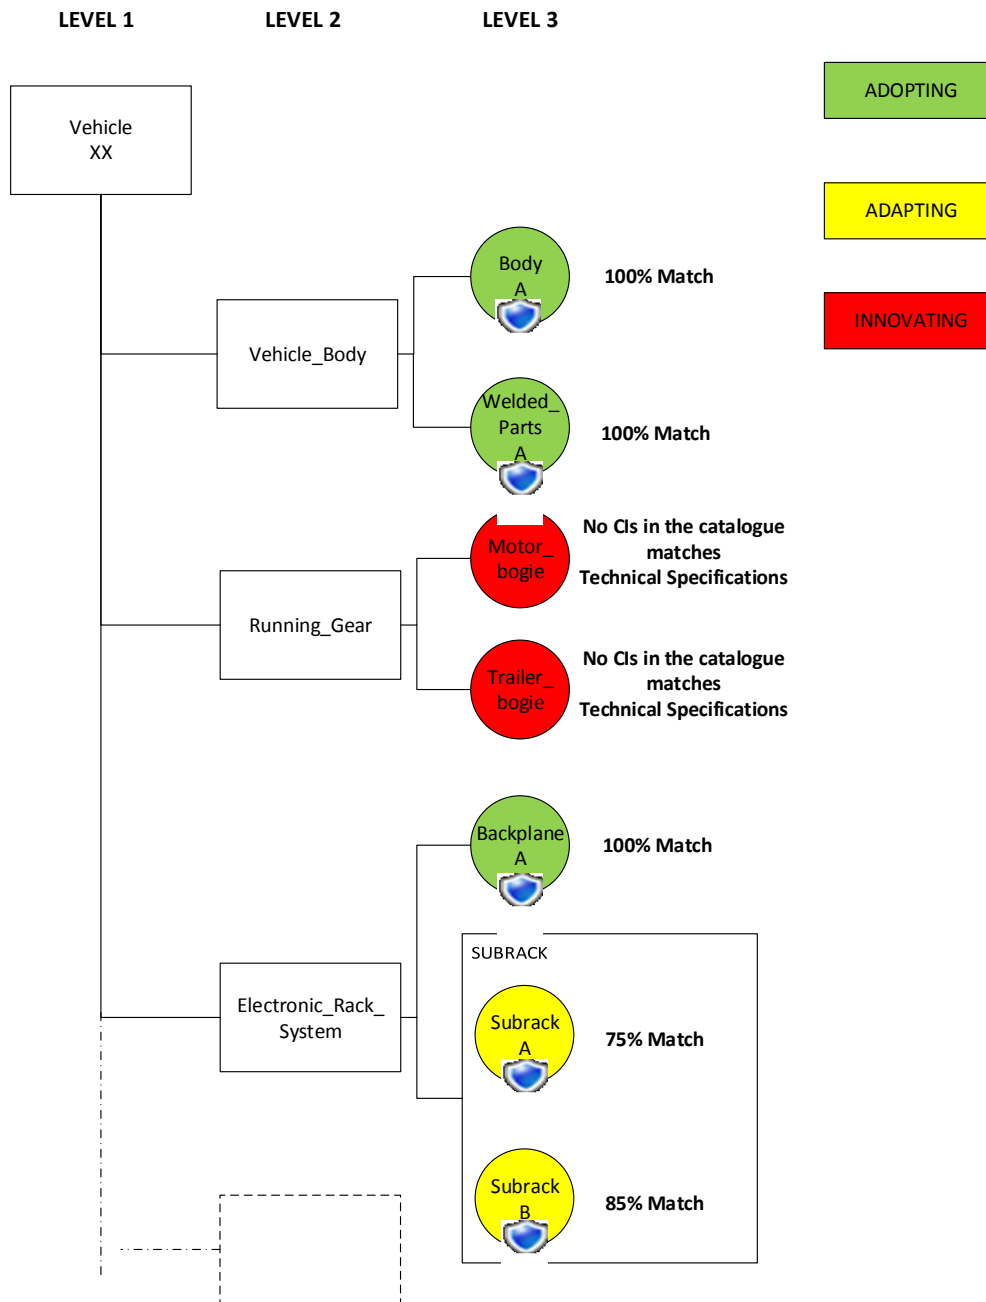 LEVEL 1
LEVEL 2
LEVEL 3
ADOPTING
Vehicle
XX
ADAPTING
Body
A
100% Match
INNOVATING
Vehicle_Body
Welded_
Parts
A
100% Match
No CIs in the catalogue
matches
Technical Specifications
Motor_
bogie
Running_Gear
No CIs in the catalogue
matches
Technical Specifications
Trailer_
bogie
Backplane
A
100% Match
SUBRACK
Electronic_Rack_
System
Subrack
A
75% Match
Subrack
B
85% Match